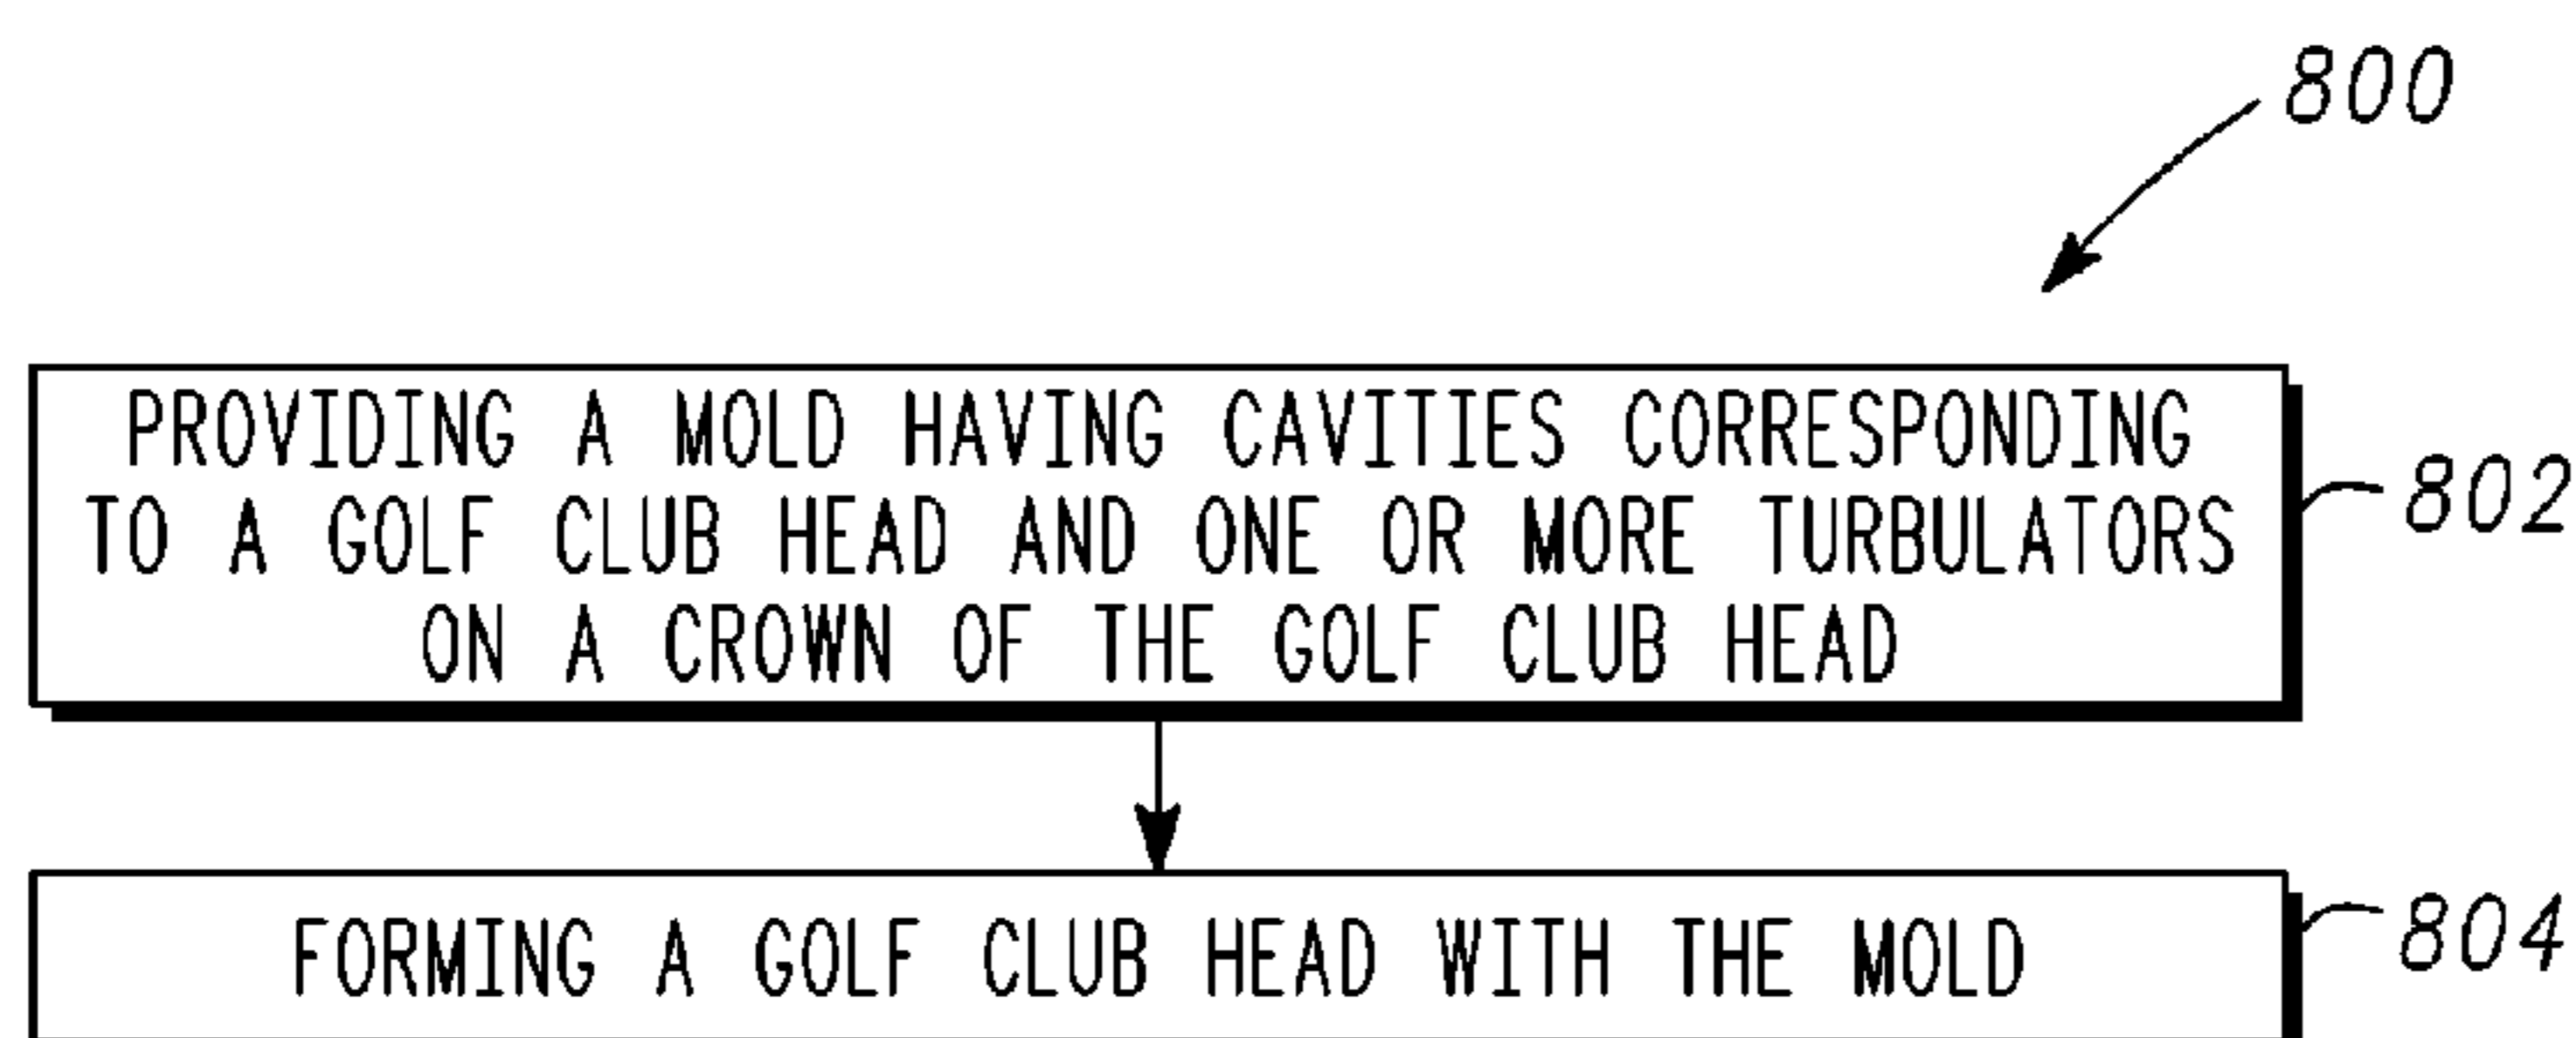 800
PROVIDING A MOLD HAVING CAVITIES CORRESPONDING
TO A GOLF CLUB HEAD AND ONE OR MORE TURBULATORS
ON A CROWN OF THE GOLF CLUB HEAD
802
FORMING A GOLF CLUB HEAD WITH THE MOLD
804